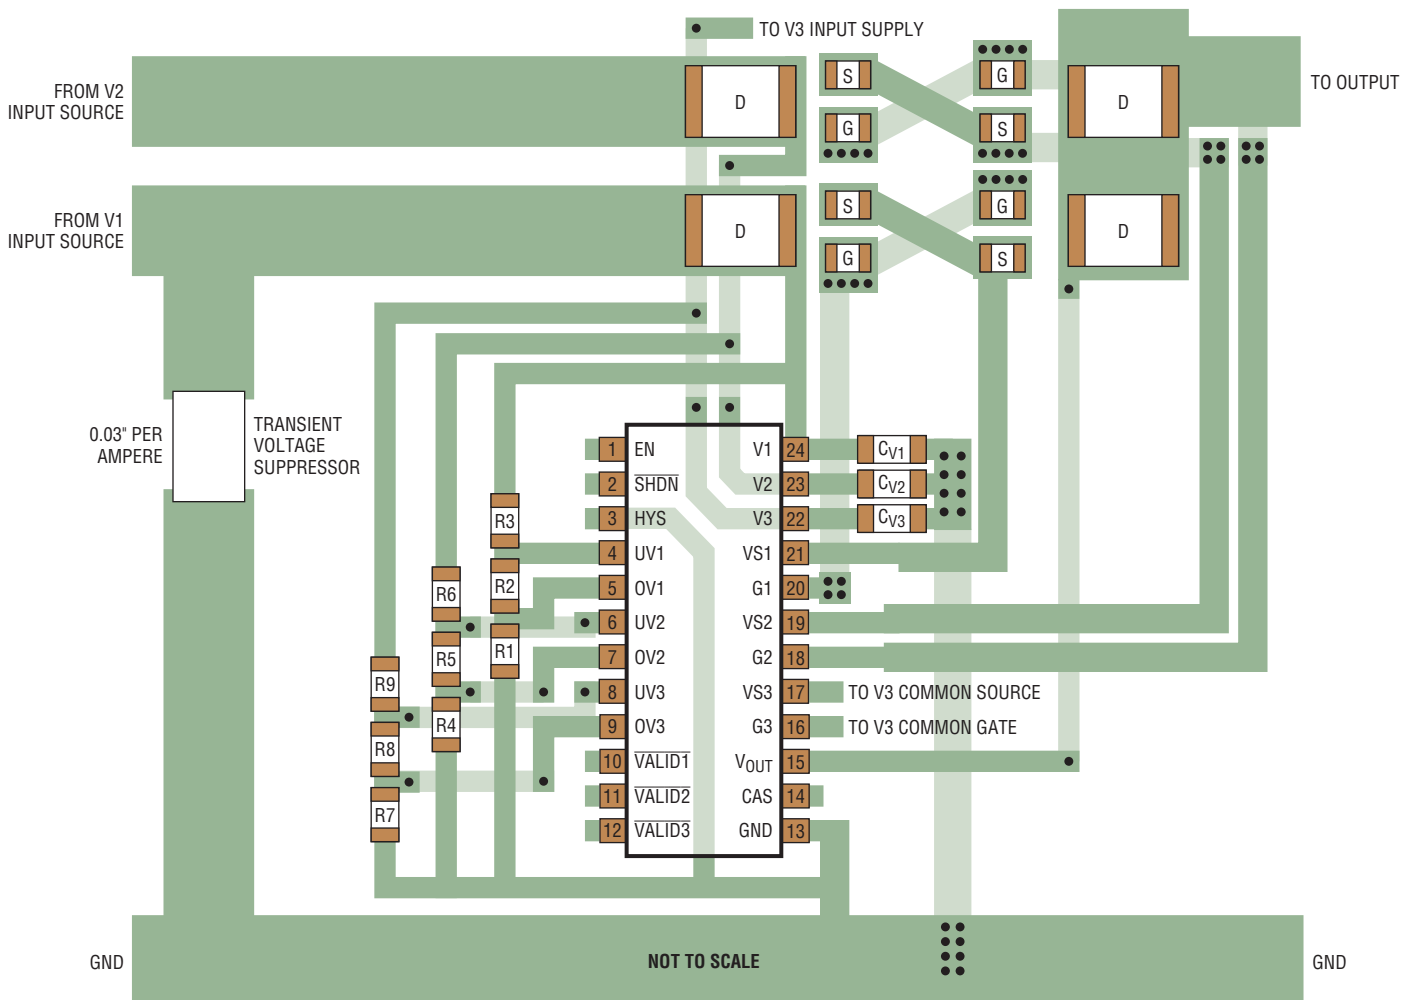 TO V3 INPUT SUPPLY
FROM V2
INPUT SOURCE
D
S
G
G
S
D
TO OUTPUT
FROM V1
INPUT SOURCE
D
S
G
G
S
D
0.03" PER
AMPERE
TRANSIENT
VOLTAGE
SUPPRESSOR
R3
R2
R1
R6
R5
R4
R9
R8
R7
1 EN
2 SHDN
3 HYS
4 UV1
5 OV1
6 UV2
7 OV2
8 UV3
9 OV3
10 VALID1
11 VALID2
12 VALID3
V1 24
V2 23
V3 22
VS1 21
G1 20
VS2 19
G2 18
VS3 17
G3 16
VOUT 15
CAS 14
GND 13
CV1
CV2
CV3
TO V3 COMMON SOURCE
TO V3 COMMON GATE
GND
NOT TO SCALE
GND